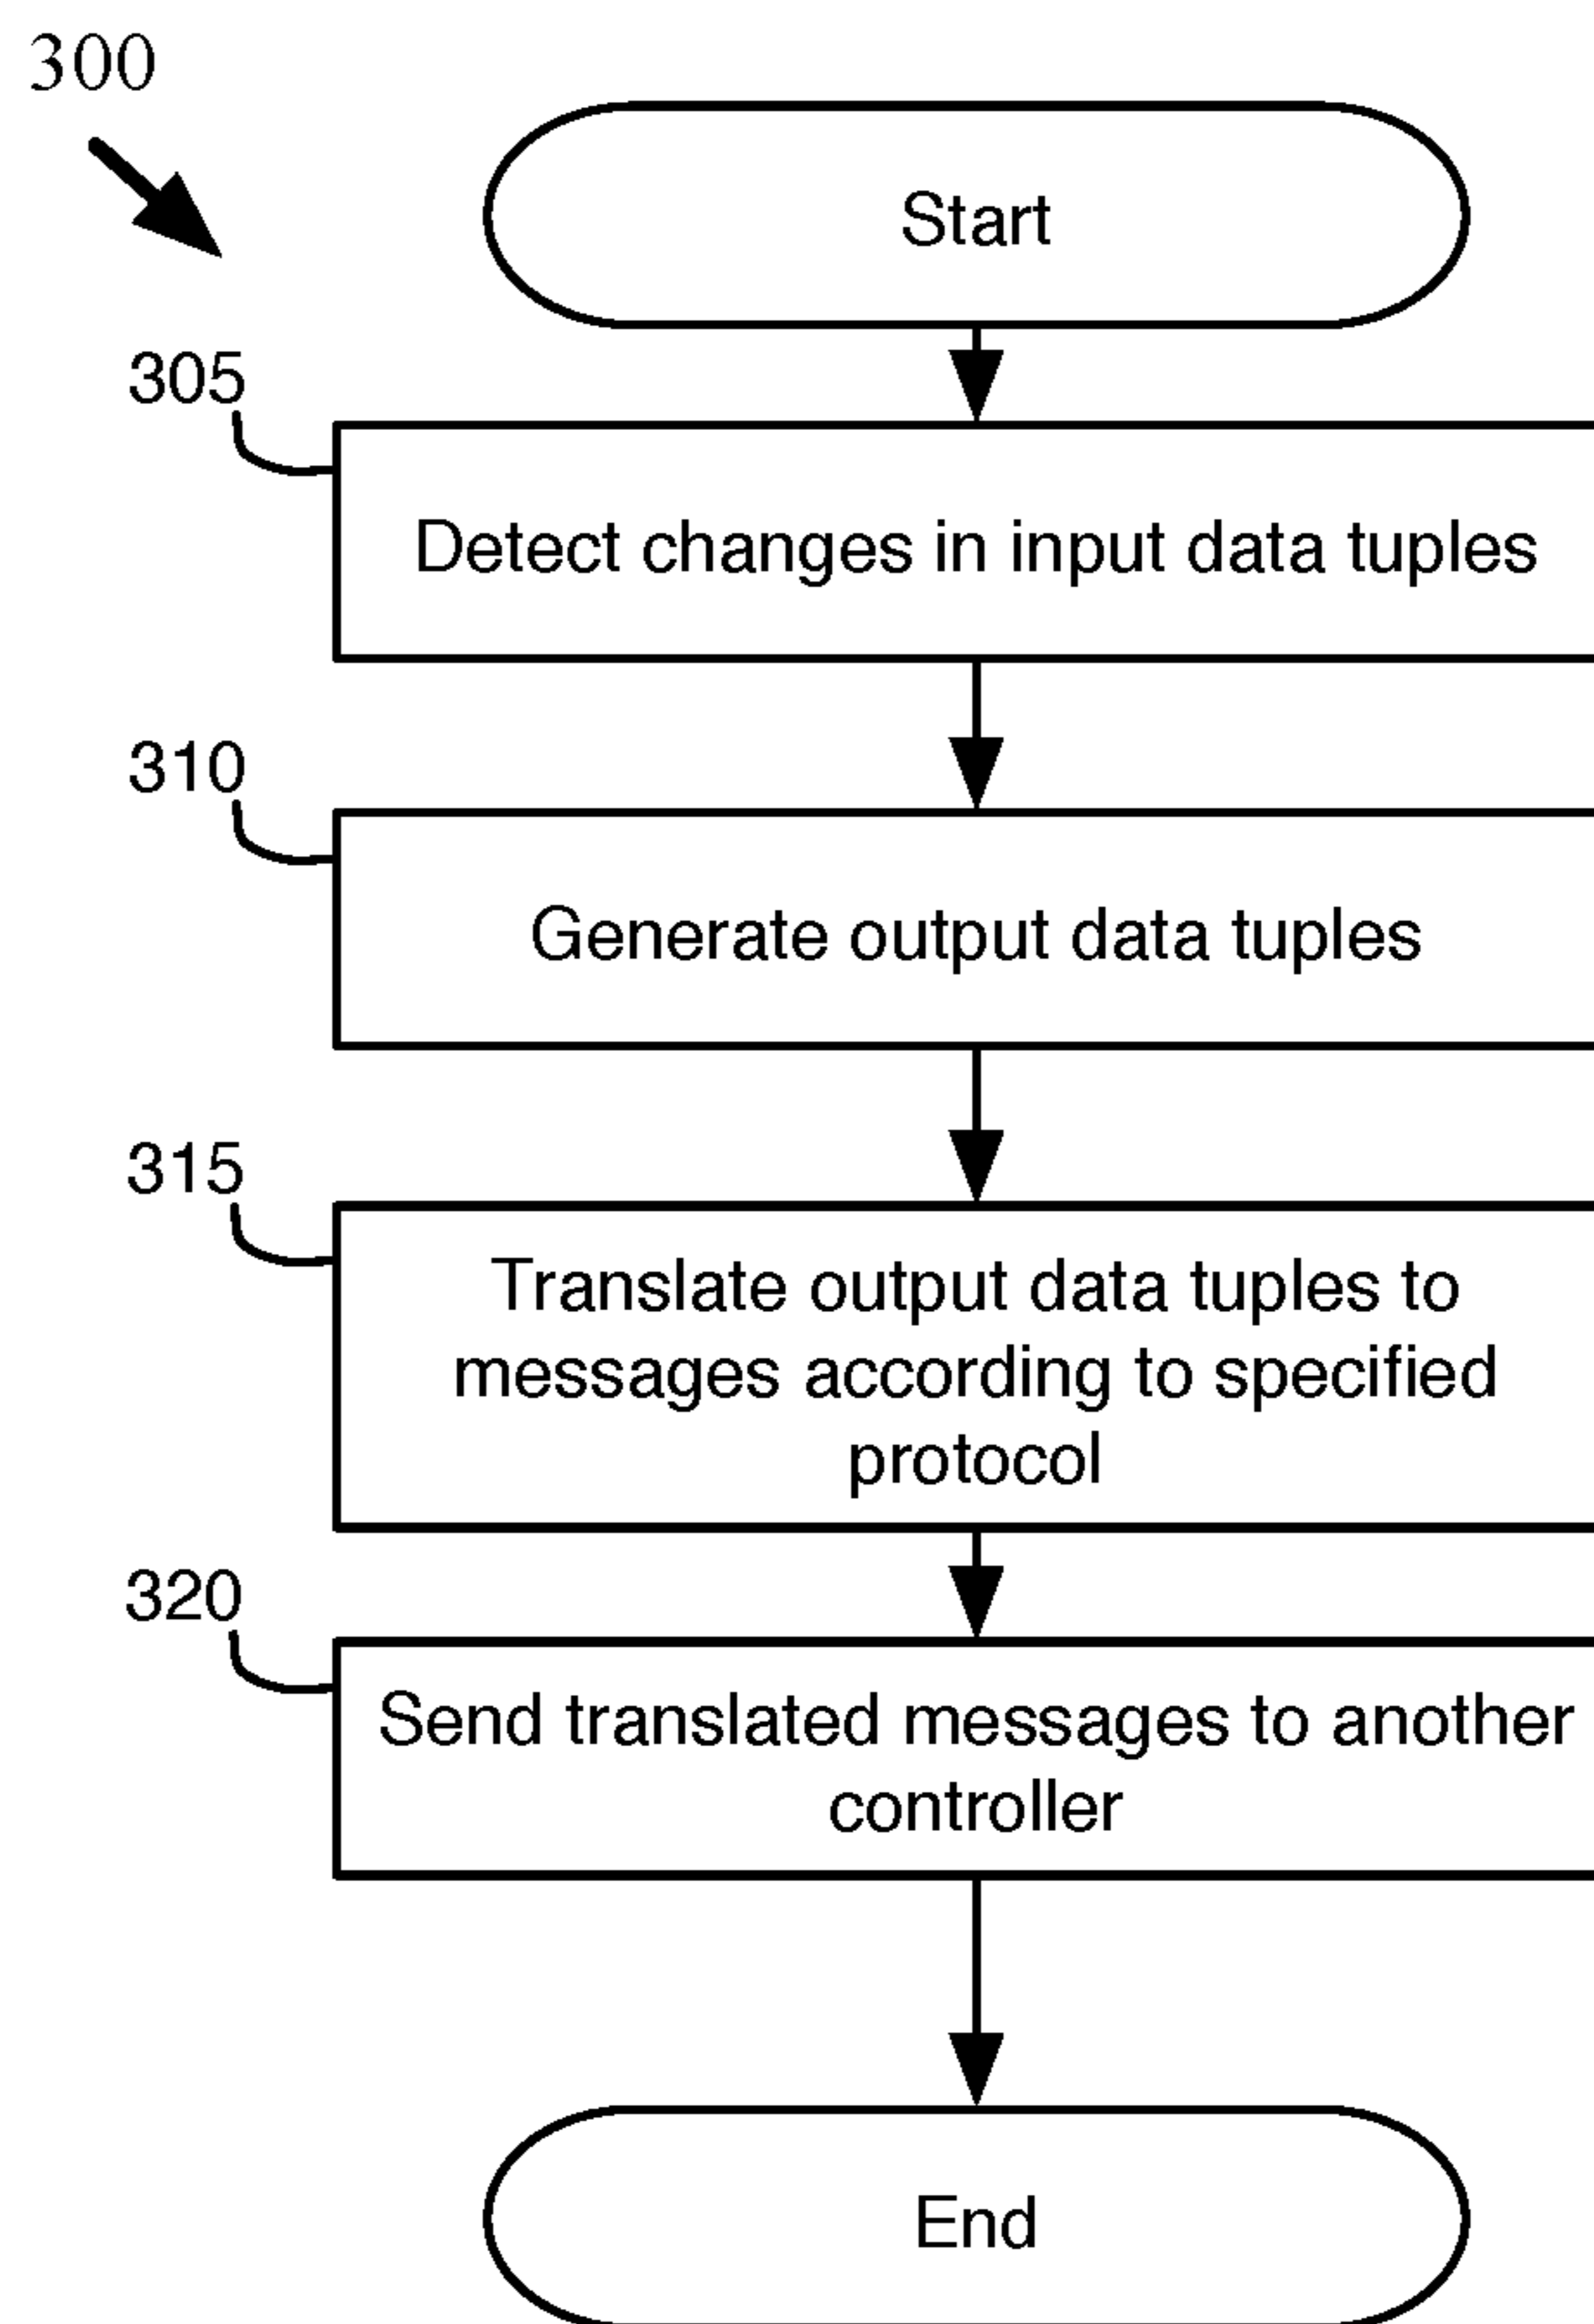 300
Start
305
Detect changes in input data tuples
310
Generate output data tuples
315
Translate output data tuples to
messages according to specified
protocol
320
Send translated messages to another
controller
End